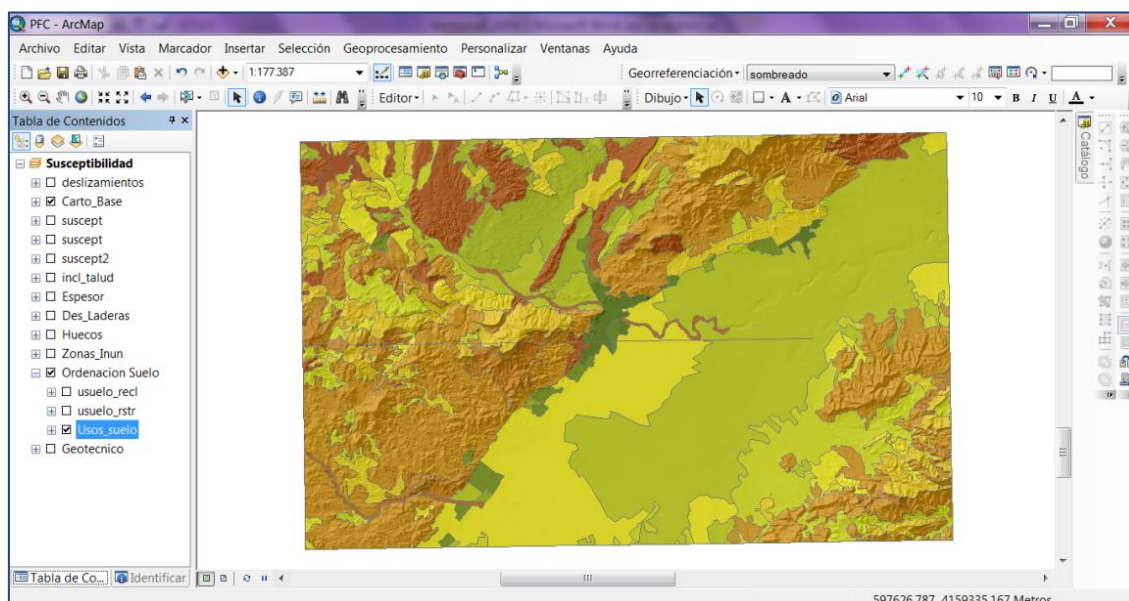 PFC - ArcMap
Archivo Editar Vista Marcador Insertar Selección Geoprocesamiento Personalizar Ventanas Ayuda
1:177.387 Georreferenciación sombreado
Editor Dibujo A Arial 10 B I U A
Tabla de Contenidos
Susceptibilidad
deslizamientos
Carto_Base
suscept
suscept
suscept2
incl_talud
Espesor
Des_Laderas
Huecos
Zonas_Inun
Ordenacion Suelo
usuelo_recl
usuelo_rstr
Usos_suelo
Geotecnico
Catálogo
Tabla de Co... Identificar
597626,787 4159335,167 Metros